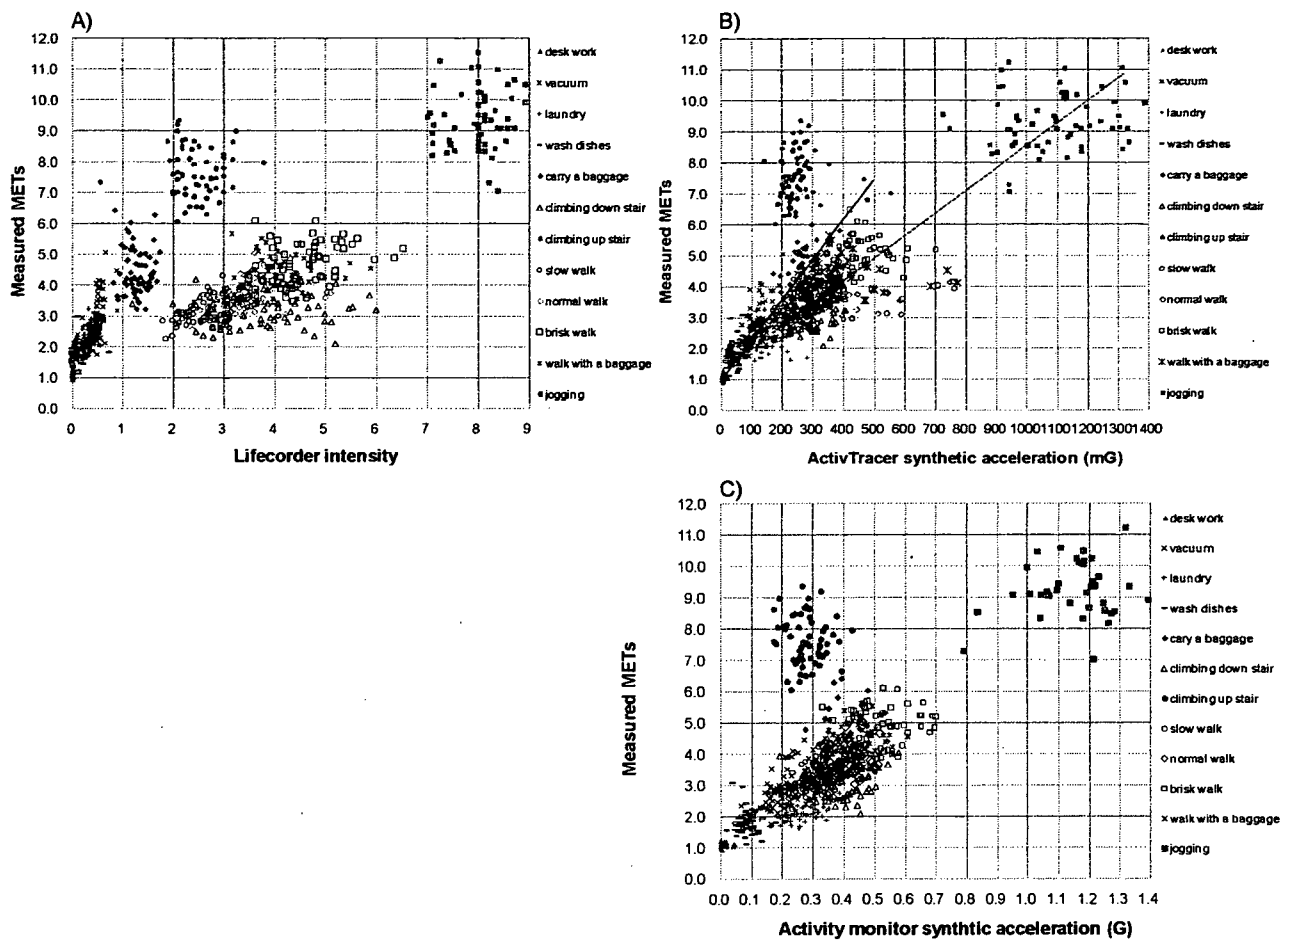 A)
12.0
11.0
10.0
9.0
8.0
7.0
6.0
5.0
4.0
3.0
2.0
1.0
0.0
Measured METs
0 1 2 3 4 5 6 7 8 9
Lifecorder intensity
desk work
vacuum
laundry
wash dishes
carry a baggage
climbing down stair
climbing up stair
slow walk
normal walk
brisk walk
walk with a baggage
jogging
B)
12.0
11.0
10.0
9.0
8.0
7.0
6.0
5.0
4.0
3.0
2.0
1.0
0.0
Measured METs
0 100 200 300 400 500 600 700 800 900 1000 1100 1200 1300 1400
ActivTracer synthetic acceleration (mG)
desk work
vacuum
laundry
wash dishes
carry a baggage
climbing down stair
climbing up stair
slow walk
normal walk
brisk walk
walk with a baggage
jogging
C)
12.0
11.0
10.0
9.0
8.0
7.0
6.0
5.0
4.0
3.0
2.0
1.0
0.0
Measured METs
0.0 0.1 0.2 0.3 0.4 0.5 0.6 0.7 0.8 0.9 1.0 1.1 1.2 1.3 1.4
Activity monitor synthtic acceleration (G)
desk work
vacuum
laundry
wash dishes
cary a baggage
climbing down stair
climbing up stair
slow walk
normal walk
brisk walk
walk with a baggage
jogging